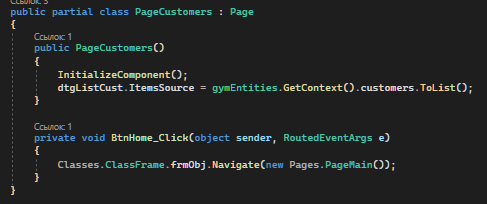 Ссылок: 3
public partial class PageCustomers : Page
{
Ссылок: 1
public PageCustomers()
{
InitializeComponent();
dtgListCust.ItemsSource = gymEntities.GetContext().customers.ToList();
}
Ссылок: 1
private void BtnHome_Click(object sender, RoutedEventArgs e)
{
Classes.ClassFrame.frmObj.Navigate(new Pages.PageMain());
}
}